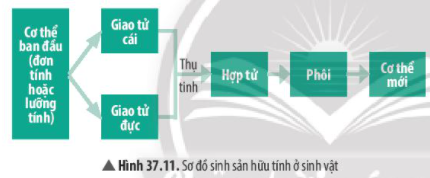 Cơ thể
ban đầu
(đơn
tính
hoặc
lưỡng
tính)
Giao tử
cái
Giao tử
đực
Thụ
tinh
Hợp tử
Phôi
Cơ thể
mới
▲ Hình 37.11. Sơ đồ sinh sản hữu tính ở sinh vật